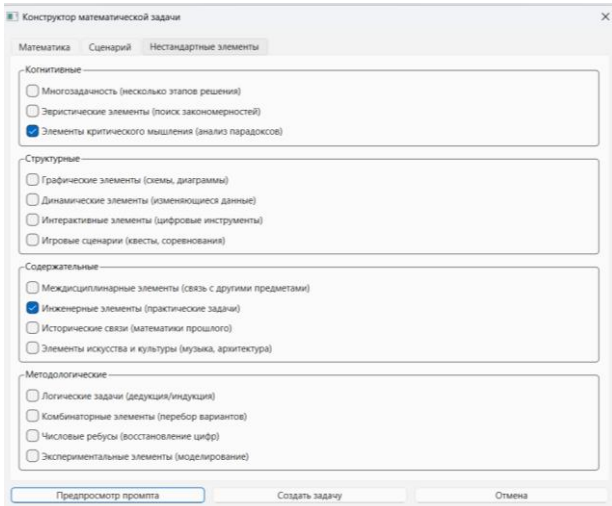 Конструктор математической задачи
Математика Сценарий Нестандартные элементы
Когнитивные
Многозадачность (несколько этапов решения)
Эвристические элементы (поиск закономерностей)
Элементы критического мышления (анализ парадоксов)
Структурные
Графические элементы (схемы, диаграммы)
Динамические элементы (изменяющиеся данные)
Интерактивные элементы (цифровые инструменты)
Игровые сценарии (квесты, соревнования)
Содержательные
Междисциплинарные элементы (связь с другими предметами)
Инженерные элементы (практические задачи)
Исторические связи (математики прошлого)
Элементы искусства и культуры (музыка, архитектура)
Методологические
Логические задачи (дедукция/индукция)
Комбинаторные элементы (перебор вариантов)
Числовые ребусы (восстановление цифр)
Экспериментальные элементы (моделирование)
Предпросмотр промпта Создать задачу Отмена